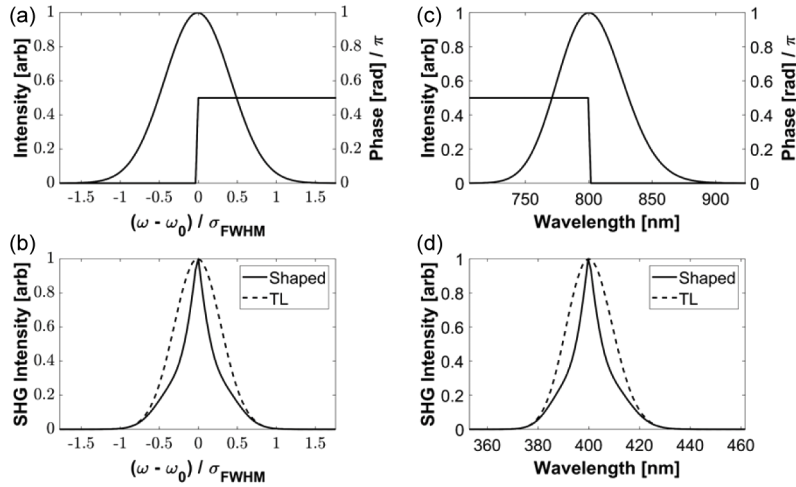 (a)
Intensity [arb]
1
0.8
0.6
0.4
0.2
0
1
0.8
0.6
0.4
0.2
0
Phase [rad] / π
-1.5 -1 -0.5 0 0.5 1 1.5
(ω - ω0) / σFWHM
(c)
Intensity [arb]
1
0.8
0.6
0.4
0.2
0
1
0.8
0.6
0.4
0.2
0
Phase [rad] / π
750 800 850 900
Wavelength [nm]
(b)
SHG Intensity [arb]
1
0.8
0.6
0.4
0.2
0
Shaped
TL
-1.5 -1 -0.5 0 0.5 1 1.5
(ω - ω0) / σFWHM
(d)
SHG Intensity [arb]
1
0.8
0.6
0.4
0.2
0
Shaped
TL
360 380 400 420 440 460
Wavelength [nm]